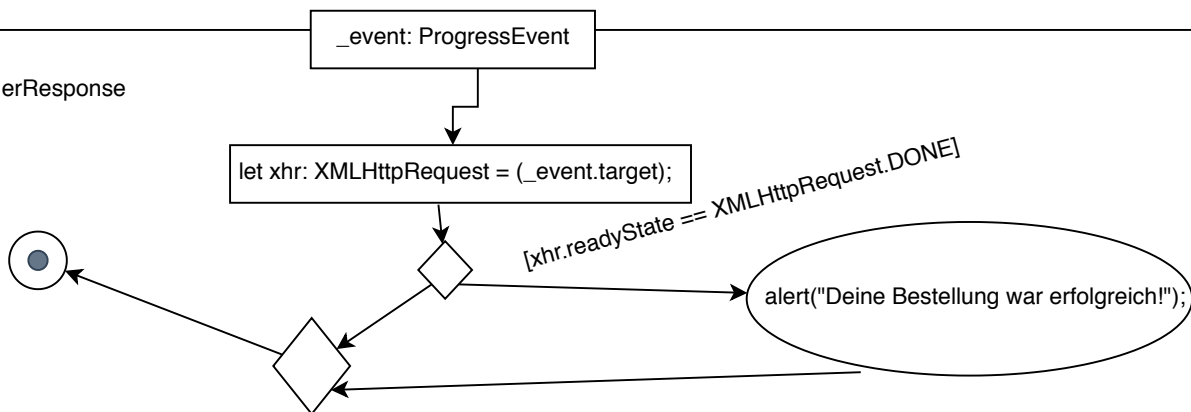 _event: ProgressEvent
erResponse
let xhr: XMLHttpRequest = (_event.target);
[xhr.readyState == XMLHttpRequest.DONE]
alert("Deine Bestellung war erfolgreich!");